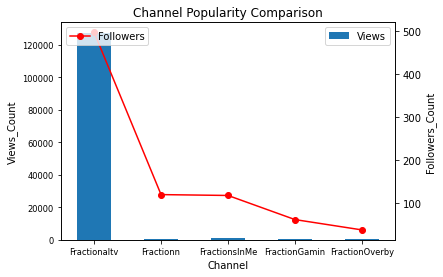 Channel Popularity Comparison
Followers
Views
120000
100000
80000
60000
40000
20000
0
Views_Count
500
400
300
200
100
Followers_Count
Fractionaltv
Fractionn
FractionsInMe
FractionGamin
FractionOverby
Channel